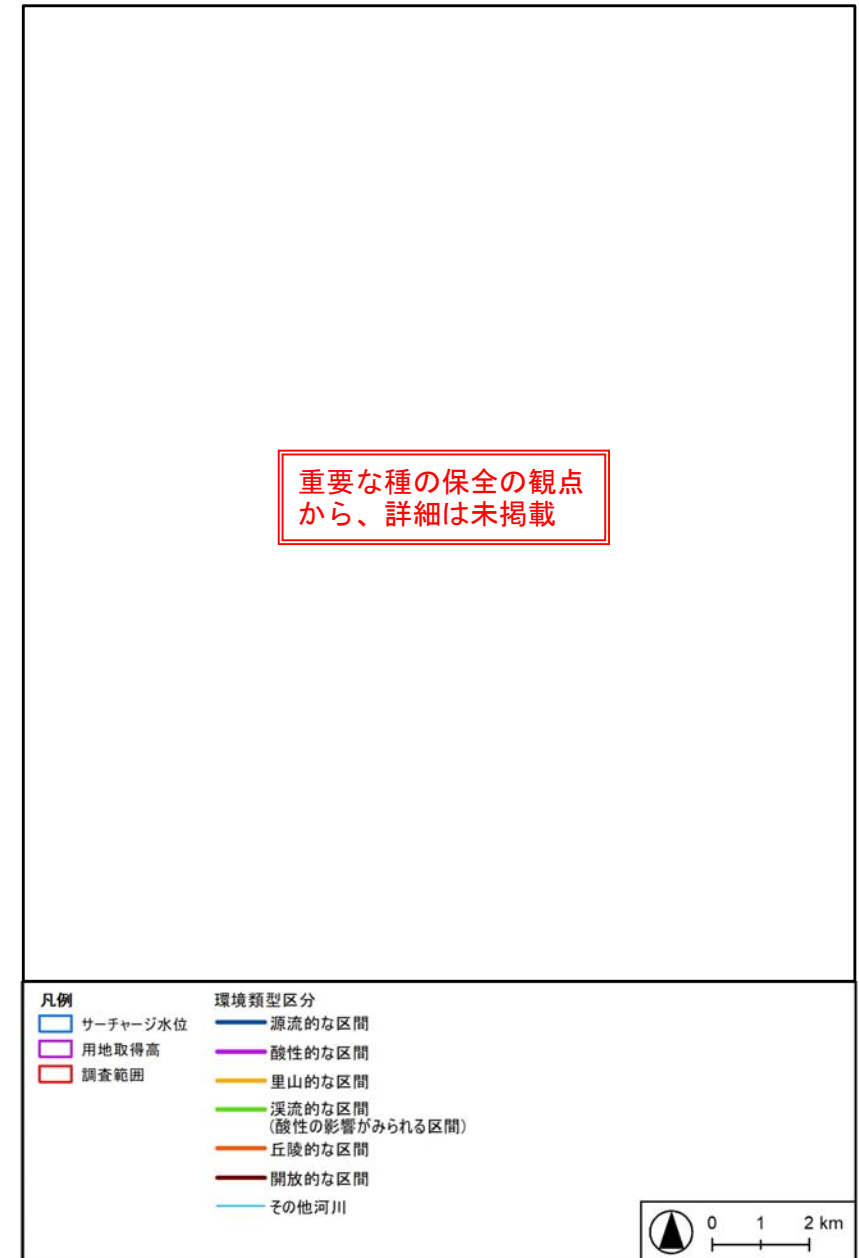 重要な種の保全の観点
から、詳細は未掲載
凡例
サーチャージ水位
用地取得高
調査範囲
環境類型区分
源流的な区間
酸性的な区間
里山的な区間
渓流的な区間
(酸性の影響がみられる区間)
丘陵的な区間
開放的な区間
その他河川
0 1 2 km